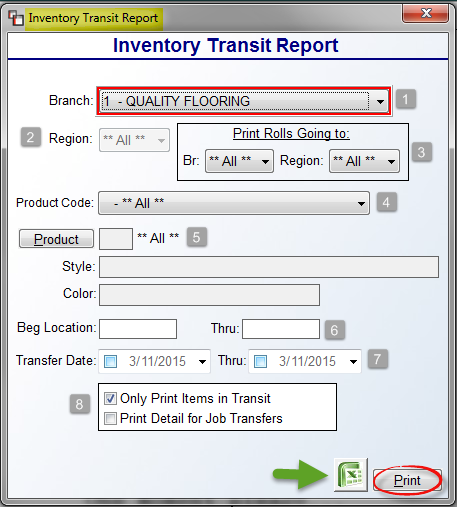 Inventory Transit Report
Inventory Transit Report
Branch: 1 - QUALITY FLOORING 1
2 Region: ** All **
Print Rolls Going to:
Br: ** All ** Region: ** All ** 3
Product Code: - ** All ** 4
Product ** All ** 5
Style:
Color:
Beg Location: Thru: 6
Transfer Date: 3/11/2015 Thru: 3/11/2015 7
8 Only Print Items in Transit
Print Detail for Job Transfers
Print